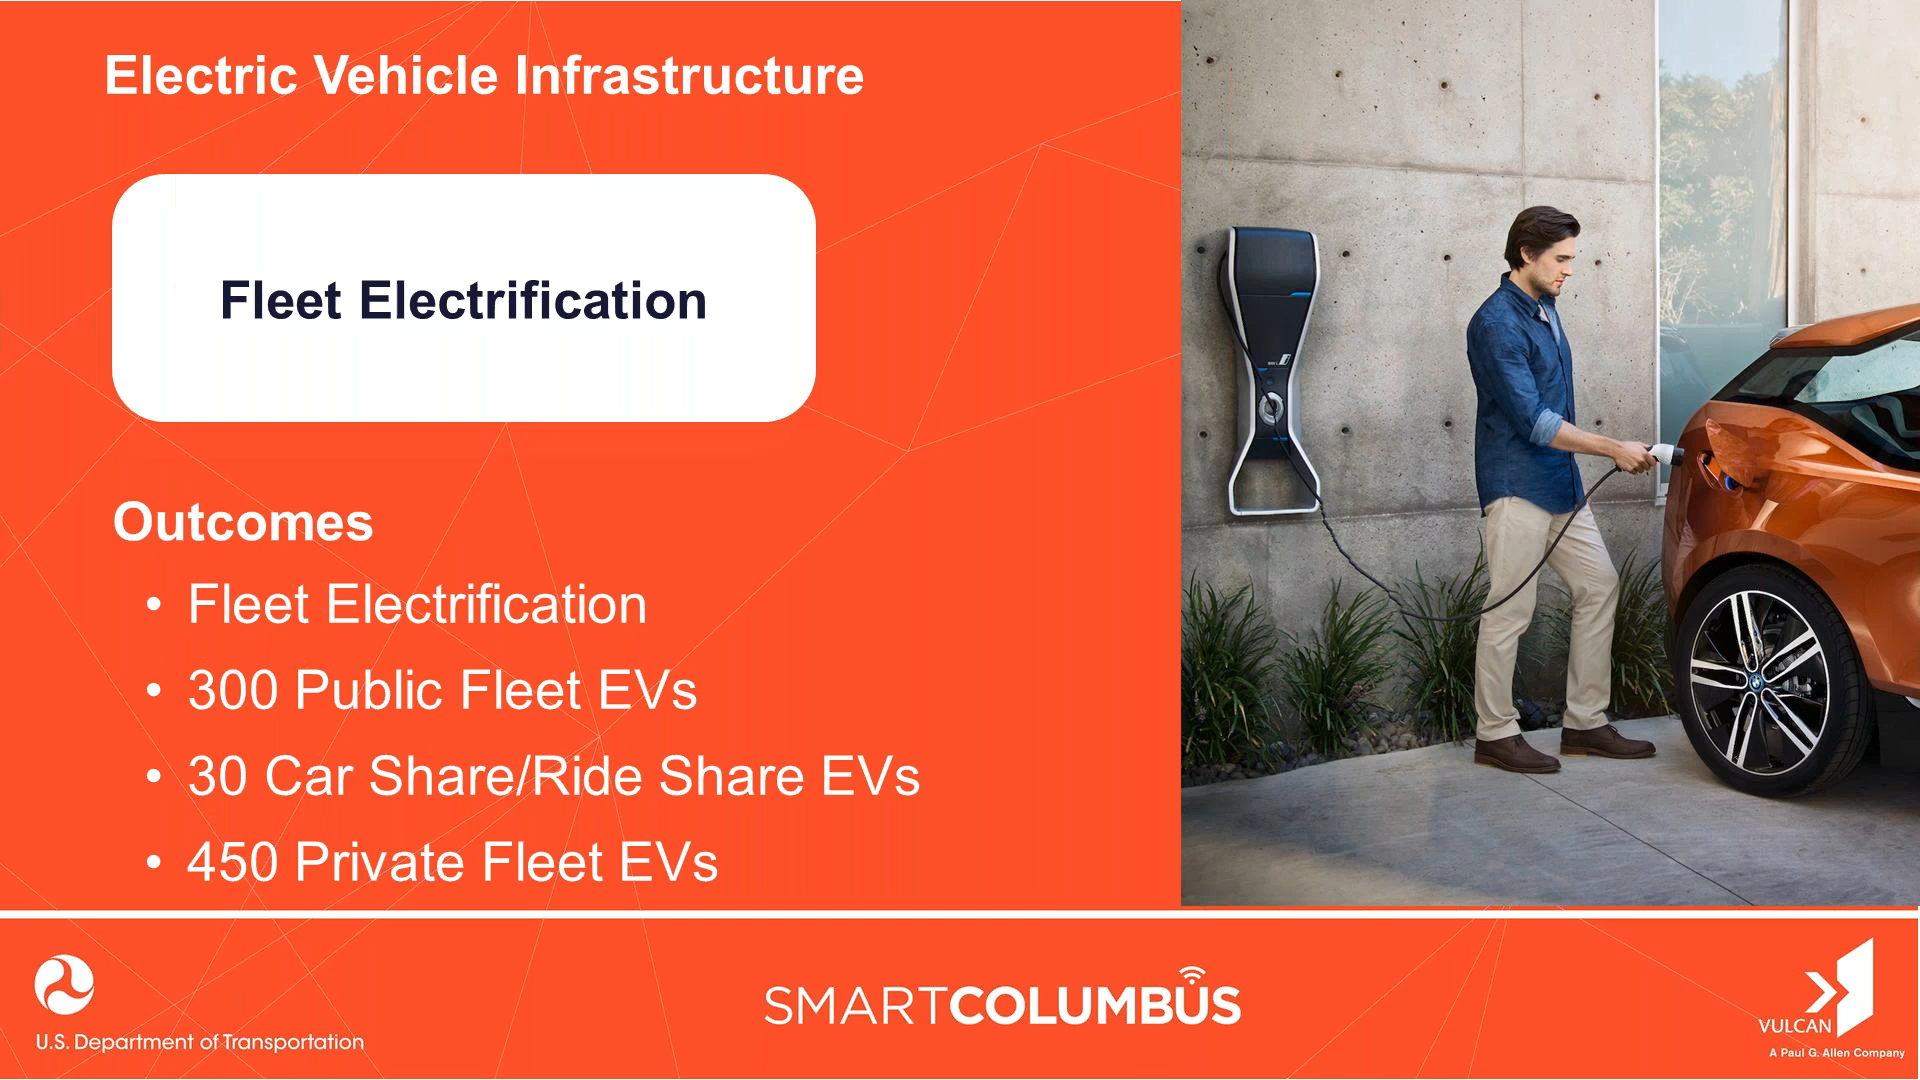 Electric Vehicle Infrastructure
Fleet Electrification
Outcomes
• Fleet Electrification
• 300 Public Fleet EVs
• 30 Car Share/Ride Share EVs
• 450 Private Fleet EVs
U.S. Department of Transportation
SMARTCOLUMBUS
VULCAN
A Paul G. Allen Company